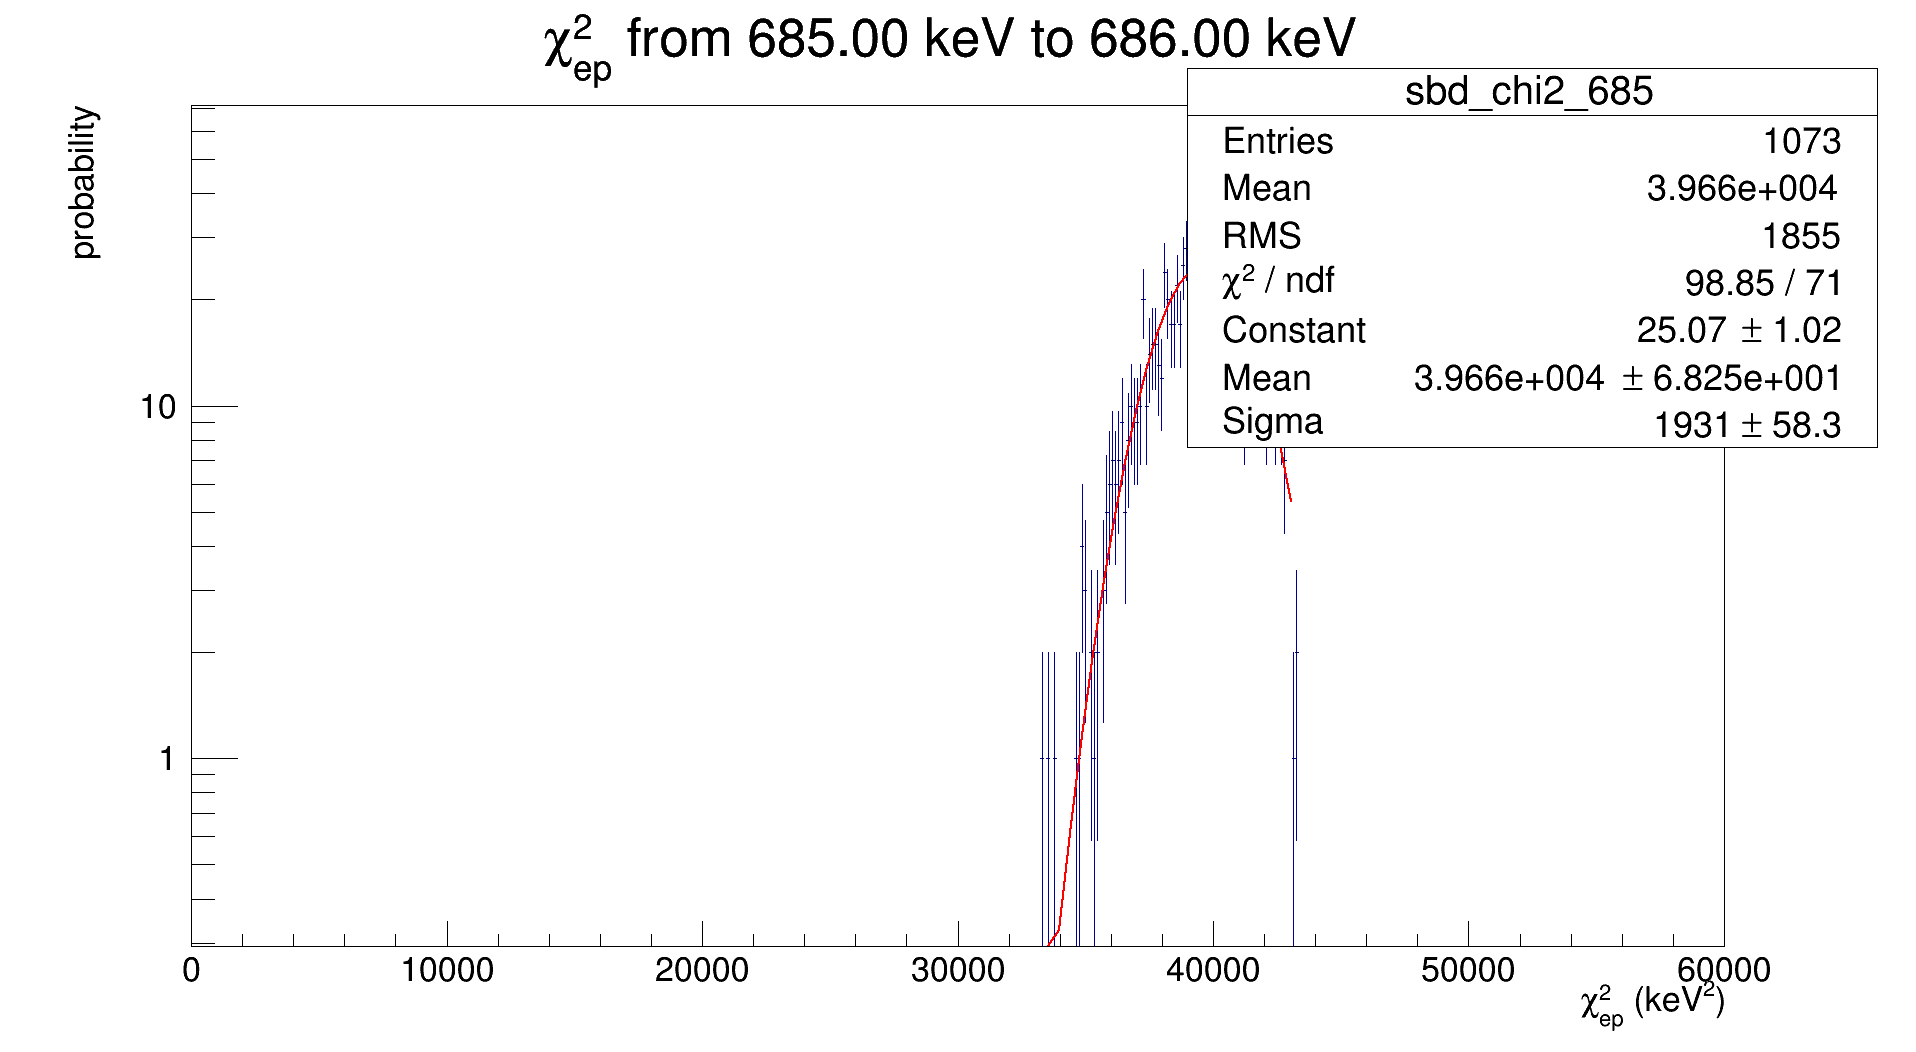 χ²ep from 685.00 keV to 686.00 keV
probability
sbd_chi2_685
Entries 1073
Mean 3.966e+004
RMS 1855
χ² / ndf 98.85 / 71
Constant 25.07 ± 1.02
Mean 3.966e+004 ± 6.825e+001
Sigma 1931 ± 58.3
10
1
0 10000 20000 30000 40000 50000 60000
χ²ep (keV²)